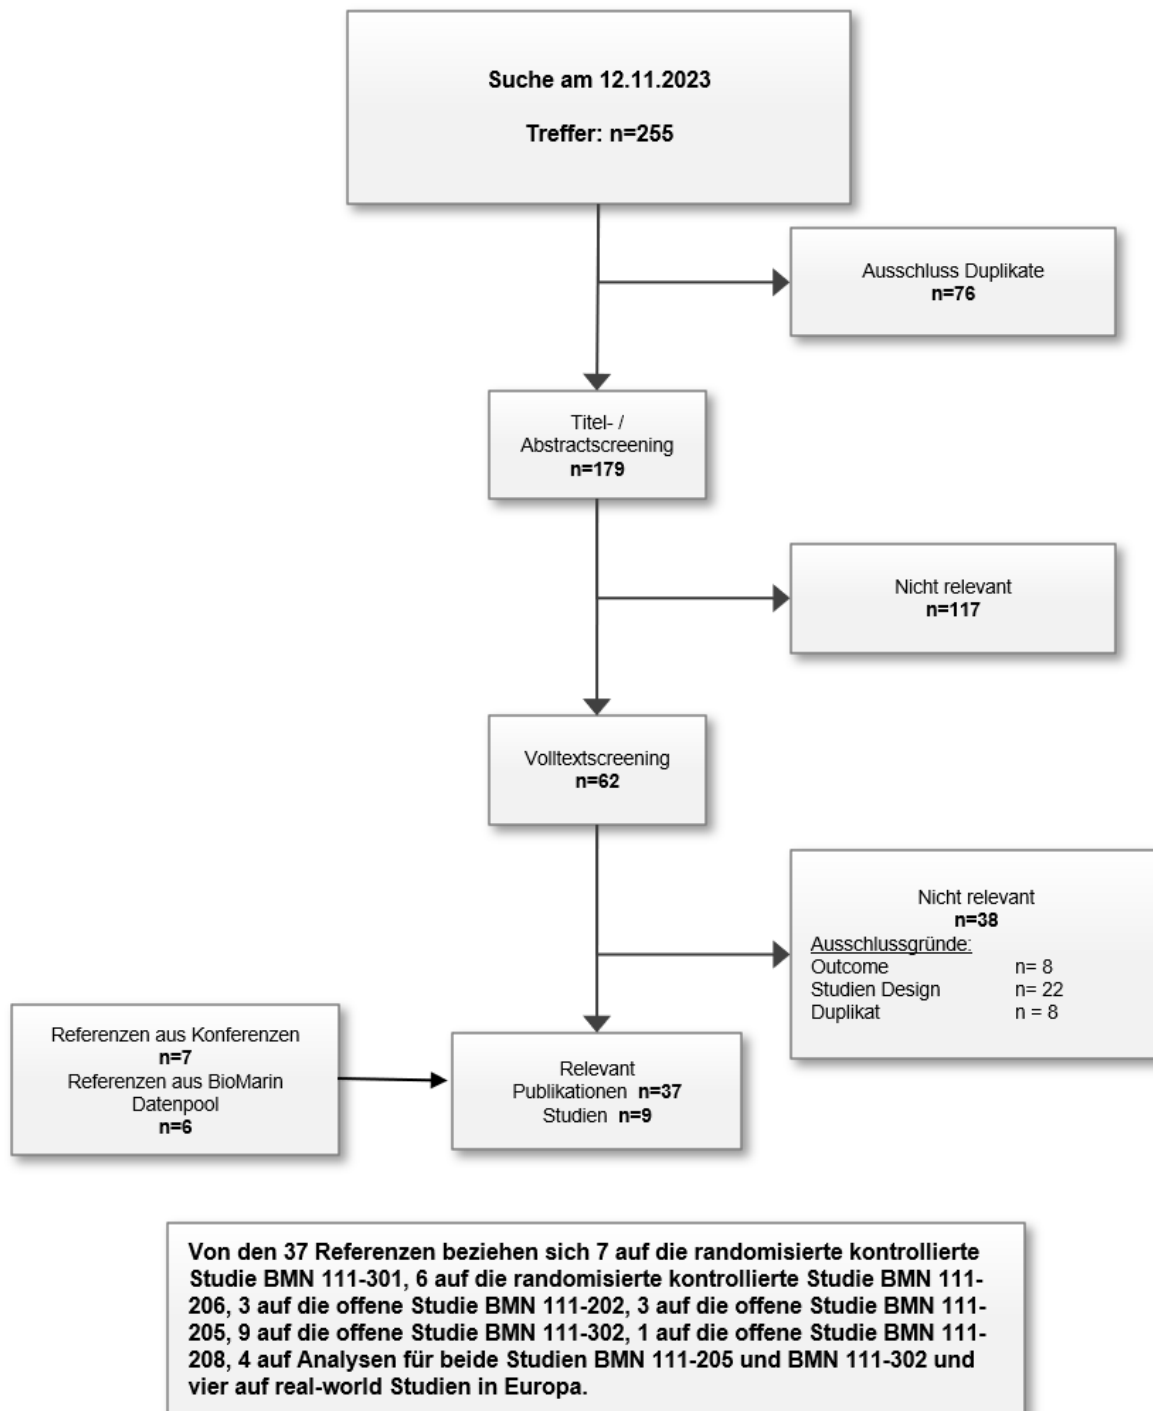 Suche am 12.11.2023
Treffer: n=255
Ausschluss Duplikate
n=76
Titel- /
Abstractscreening
n=179
Nicht relevant
n=117
Volltextscreening
n=62
Nicht relevant
n=38
Ausschlussgründe:
Outcome n= 8
Studien Design n= 22
Duplikat n = 8
Referenzen aus Konferenzen
n=7
Referenzen aus BioMarin
Datenpool
n=6
Relevant
Publikationen n=37
Studien n=9
Von den 37 Referenzen beziehen sich 7 auf die randomisierte kontrollierte
Studie BMN 111-301, 6 auf die randomisierte kontrollierte Studie BMN 111-
206, 3 auf die offene Studie BMN 111-202, 3 auf die offene Studie BMN 111-
205, 9 auf die offene Studie BMN 111-302, 1 auf die offene Studie BMN 111-
208, 4 auf Analysen für beide Studien BMN 111-205 und BMN 111-302 und
vier auf real-world Studien in Europa.